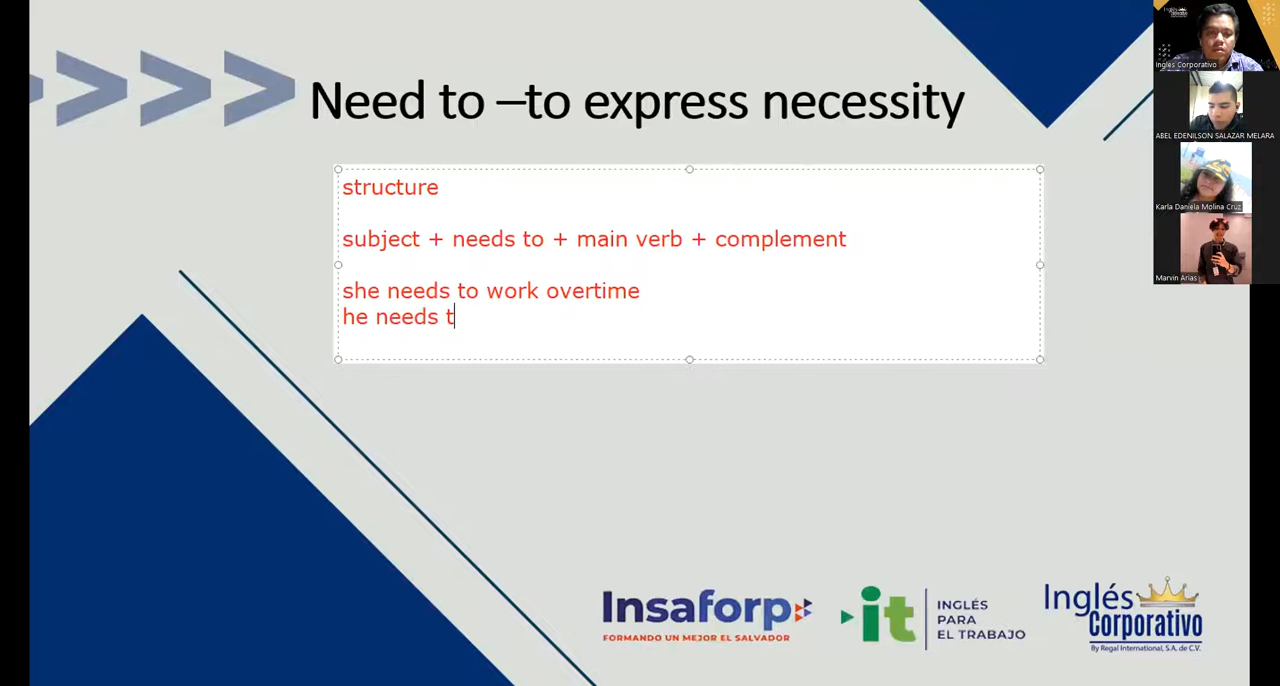 Need to –to express necessity
structure
subject + needs to + main verb + complement
she needs to work overtime
he needs t
Inglés Corporativo
Inglés Corporativo
ABEL EDENILSON SALAZAR MELARA
Karla Daniela Molina Cruz
Marvin Arias
Insaforp
FORMANDO UN MEJOR EL SALVADOR
it
INGLÉS
PARA
EL TRABAJO
Inglés
Corporativo
By Regal International, S.A. de C.V.